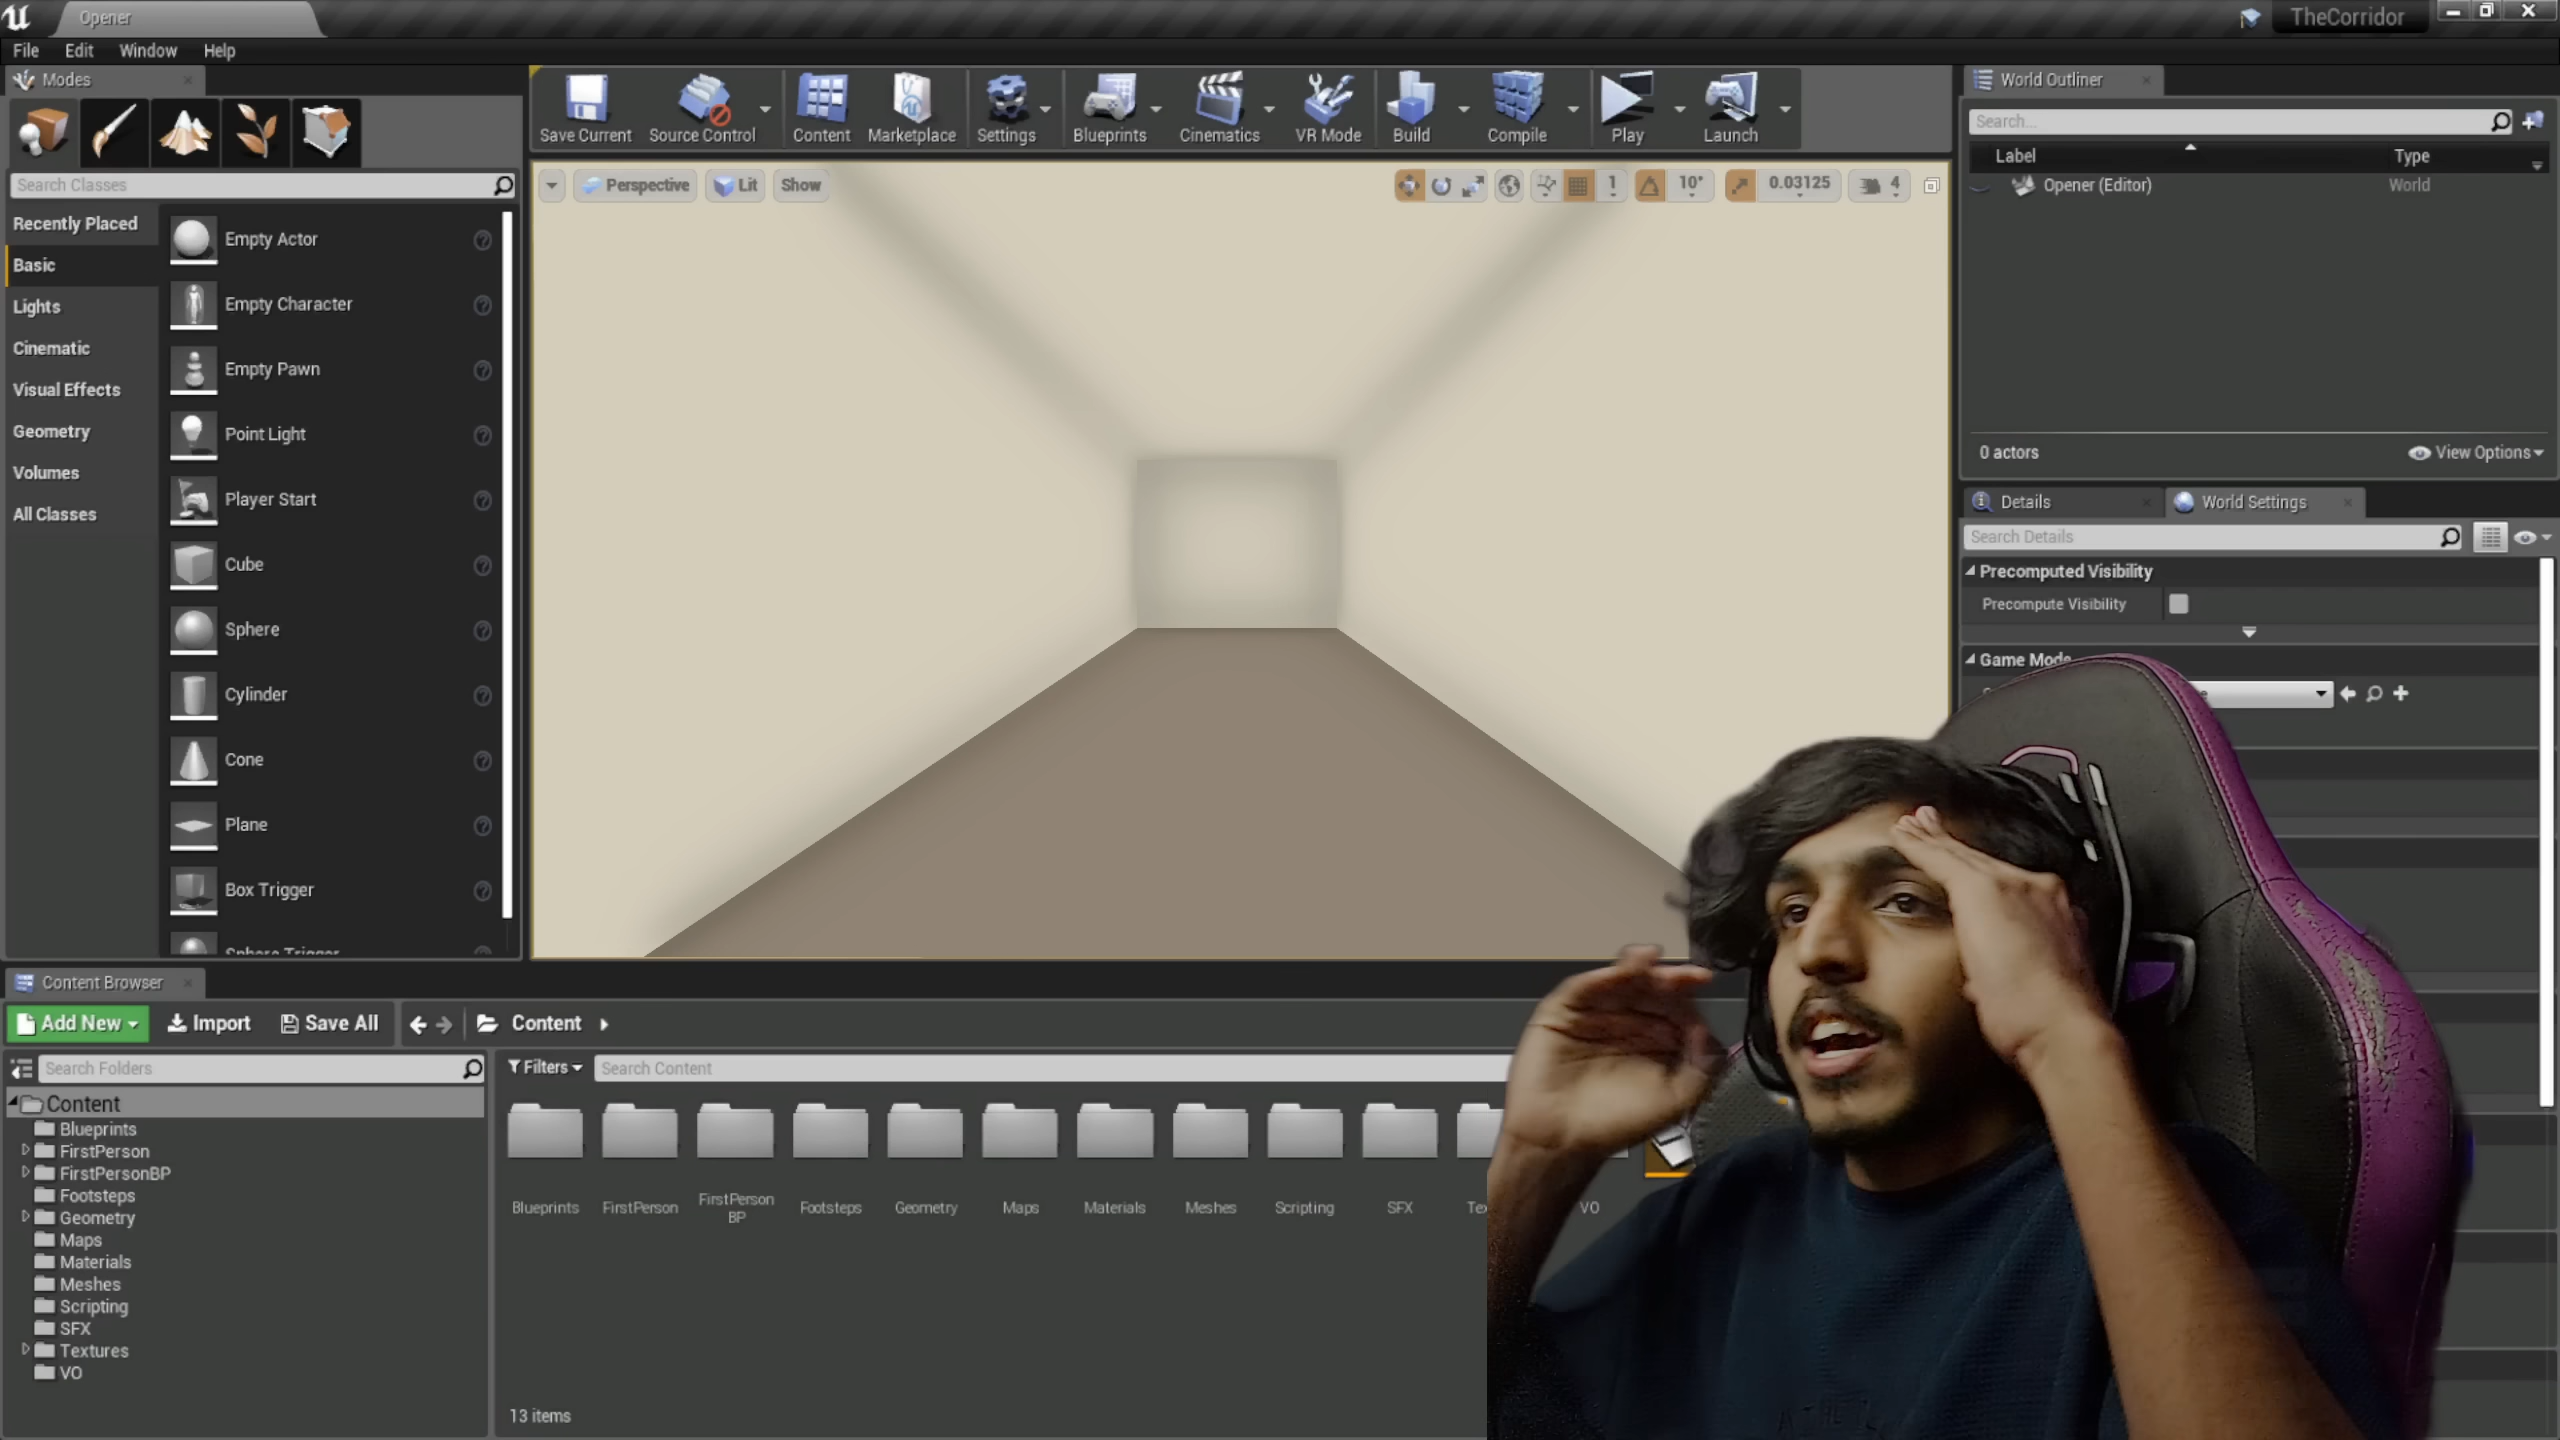 Opener
TheCorridor
File Edit Window Help
Modes
Save Current
Source Control
Content
Marketplace
Settings
Blueprints
Cinematics
VR Mode
Build
Compile
Play
Launch
World Outliner
Search...
Label
Type
Opener (Editor)
World
0 actors
View Options
Search Classes
Recently Placed
Basic
Lights
Cinematic
Visual Effects
Geometry
Volumes
All Classes
Empty Actor
Empty Character
Empty Pawn
Point Light
Player Start
Cube
Sphere
Cylinder
Cone
Plane
Box Trigger
Sphere Trigger
Perspective
Lit
Show
1
10°
0.03125
4
Details
World Settings
Search Details
Precomputed Visibility
Precompute Visibility
Game Mode
Content Browser
Add New
Import
Save All
Content
Search Folders
Filters
Search Content
Content
Blueprints
FirstPerson
FirstPersonBP
Footsteps
Geometry
Maps
Materials
Meshes
Scripting
SFX
Textures
VO
Blueprints
FirstPerson
FirstPerson
BP
Footsteps
Geometry
Maps
Materials
Meshes
Scripting
SFX
VO
13 items